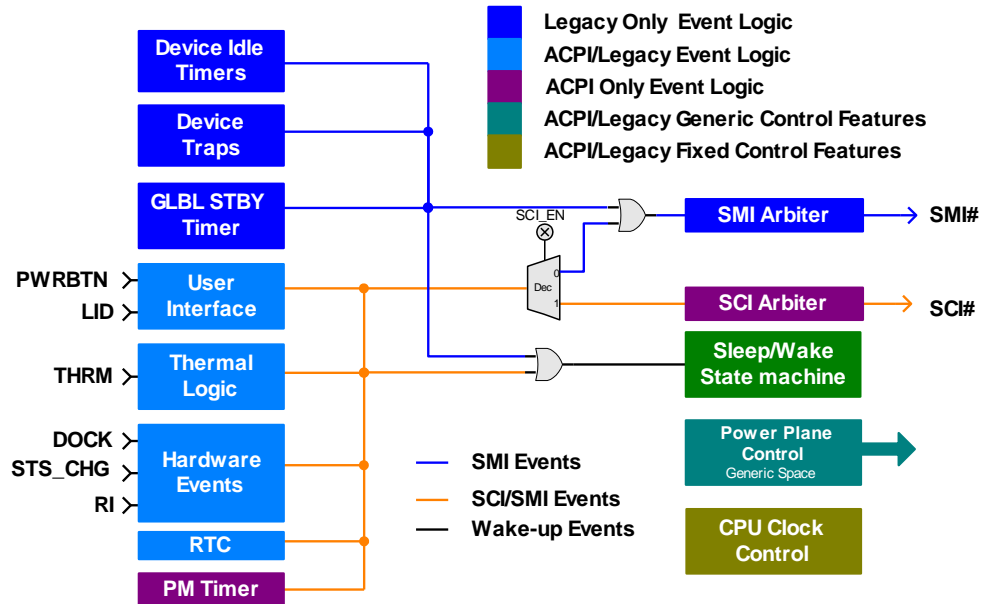 Device Idle
Timers
Device
Traps
GLBL STBY
Timer
PWRBTN
LID
User
Interface
THRM
Thermal
Logic
DOCK
STS_CHG
RI
Hardware
Events
RTC
PM Timer
Legacy Only Event Logic
ACPI/Legacy Event Logic
ACPI Only Event Logic
ACPI/Legacy Generic Control Features
ACPI/Legacy Fixed Control Features
SCI_EN
Dec
0
1
SMI Arbiter
SMI#
SCI Arbiter
SCI#
Sleep/Wake
State machine
Power Plane
Control
Generic Space
CPU Clock
Control
SMI Events
SCI/SMI Events
Wake-up Events